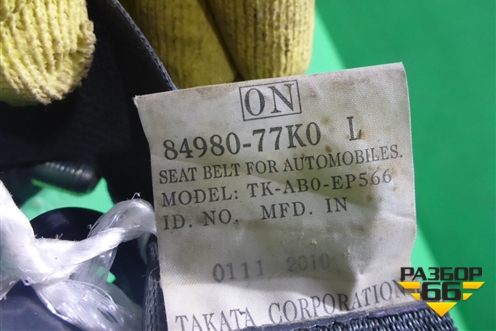 ON
84980-77K0 L
SEAT BELT FOR AUTOMOBILES.
MODEL: TK-AB0-EP566
ID. NO. MFD. IN
0111 2010
TAKATA CORPORATION
РАЗБОР
66